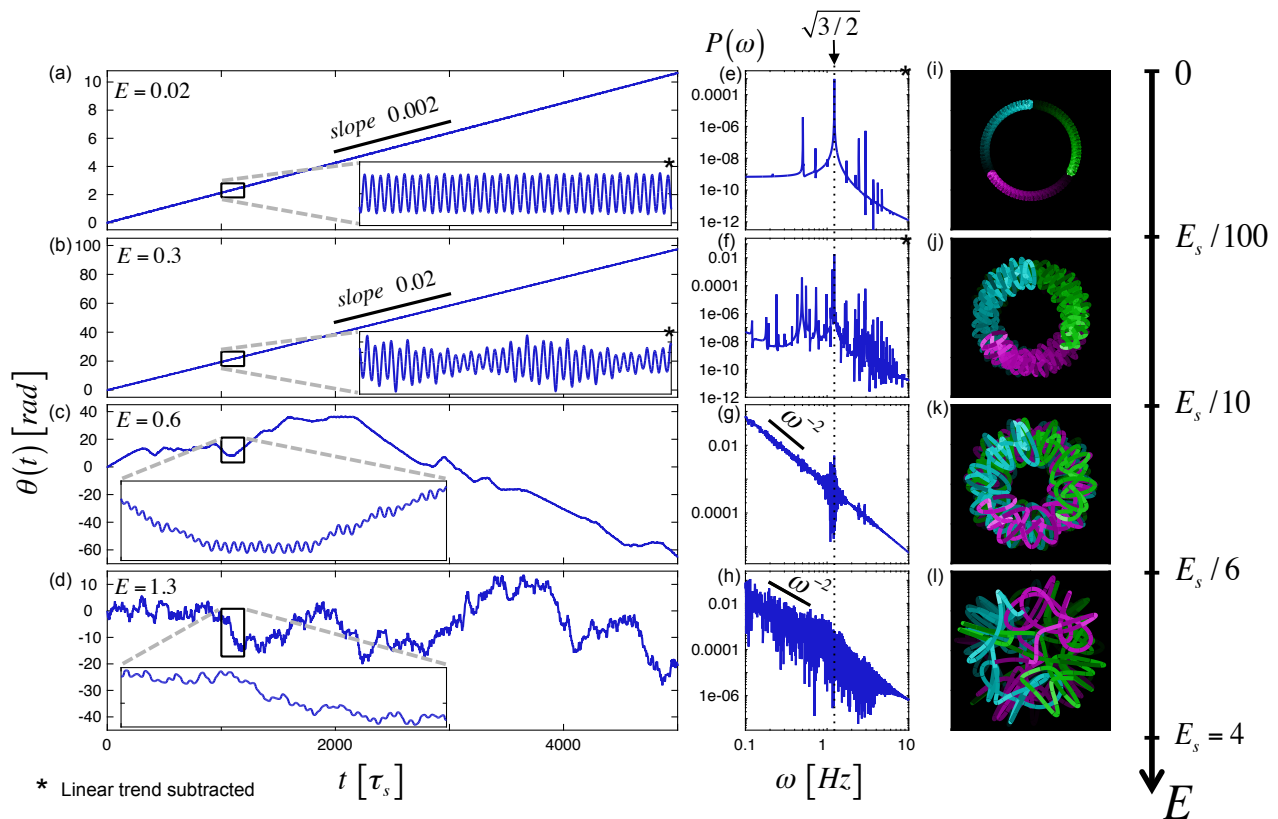 √3/2
P(ω)
(a)
E = 0.02
10
8
6
4
2
0
slope 0.002
*
(e)
*
0.0001
1e-06
1e-08
1e-10
1e-12
(i)
0
(b)
E = 0.3
100
80
60
40
20
0
slope 0.02
*
(f)
*
0.01
0.0001
1e-06
1e-08
1e-10
1e-12
(j)
E_s /100
θ(t) [rad]
(c)
E = 0.6
40
20
0
-20
-40
-60
(g)
ω⁻²
0.01
0.0001
(k)
E_s /10
(d)
E = 1.3
10
0
-10
-20
-30
-40
(h)
ω⁻²
0.01
0.0001
1e-06
(l)
E_s / 6
E_s = 4
0
2000
4000
t [τ_s]
0.1
1
10
ω [Hz]
E
* Linear trend subtracted